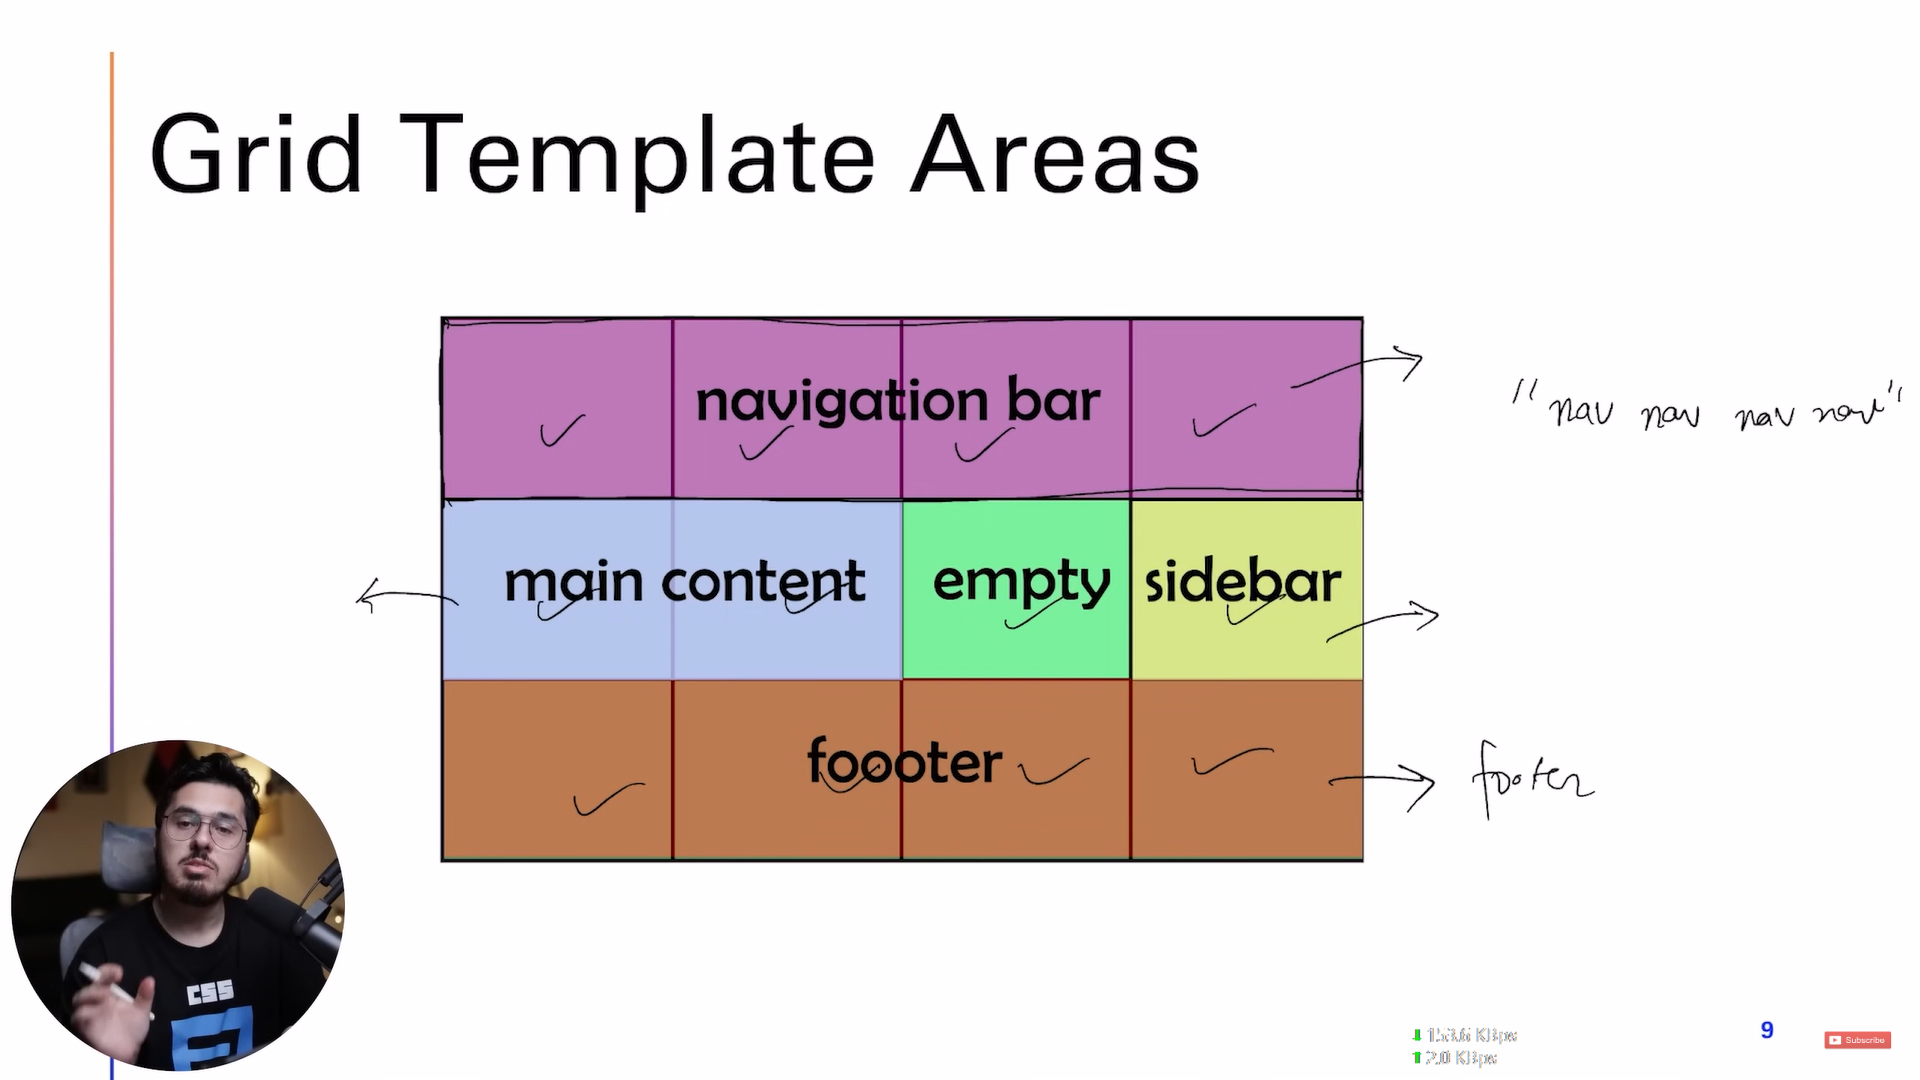 Grid Template Areas
navigation bar
"nav nav nav nav"
main content
empty
sidebar
foooter
footer
CSS
153.6 KBps
2.0 KBps
9
Subscribe